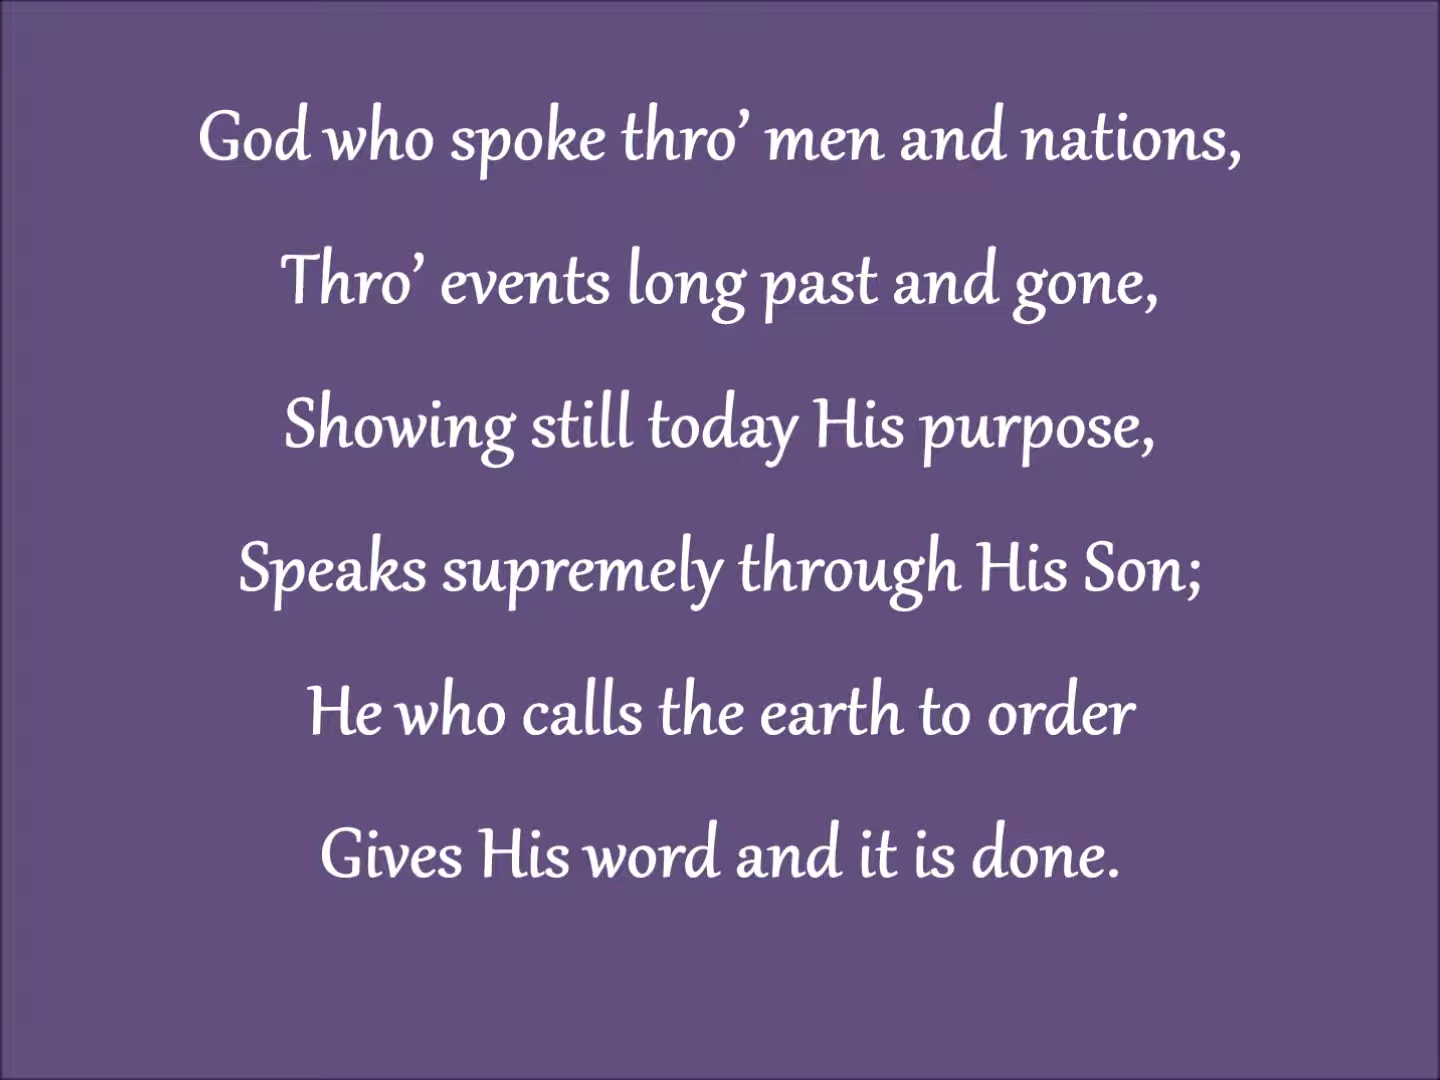 God who spoke thro’ men and nations,
Thro’ events long past and gone,
Showing still today His purpose,
Speaks supremely through His Son;
He who calls the earth to order
Gives His word and it is done.